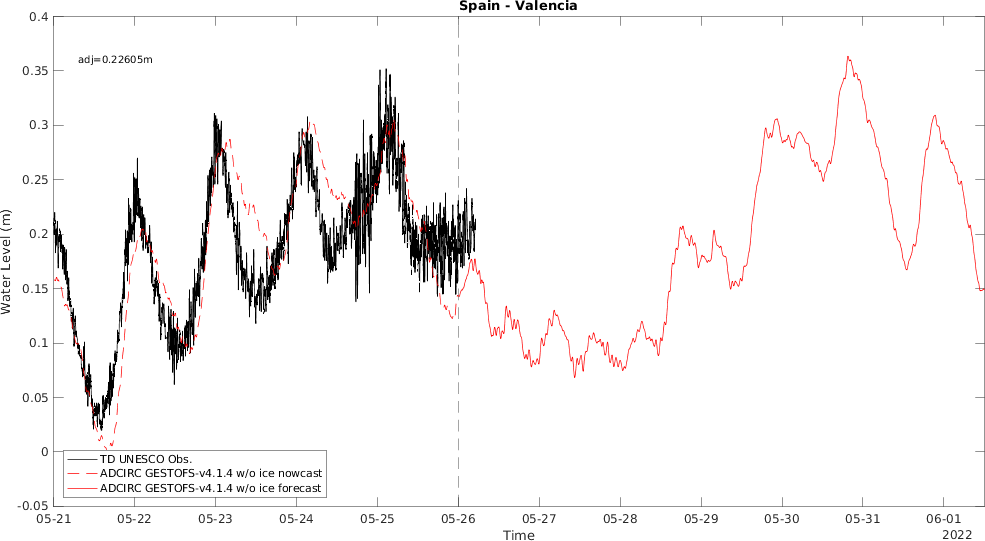 Spain - Valencia
adj=0.22605m
Water Level (m)
0.4
0.35
0.3
0.25
0.2
0.15
0.1
0.05
0
-0.05
TD UNESCO Obs.
ADCIRC GESTOFS-v4.1.4 w/o ice nowcast
ADCIRC GESTOFS-v4.1.4 w/o ice forecast
05-21 05-22 05-23 05-24 05-25 05-26 05-27 05-28 05-29 05-30 05-31 06-01
Time
2022